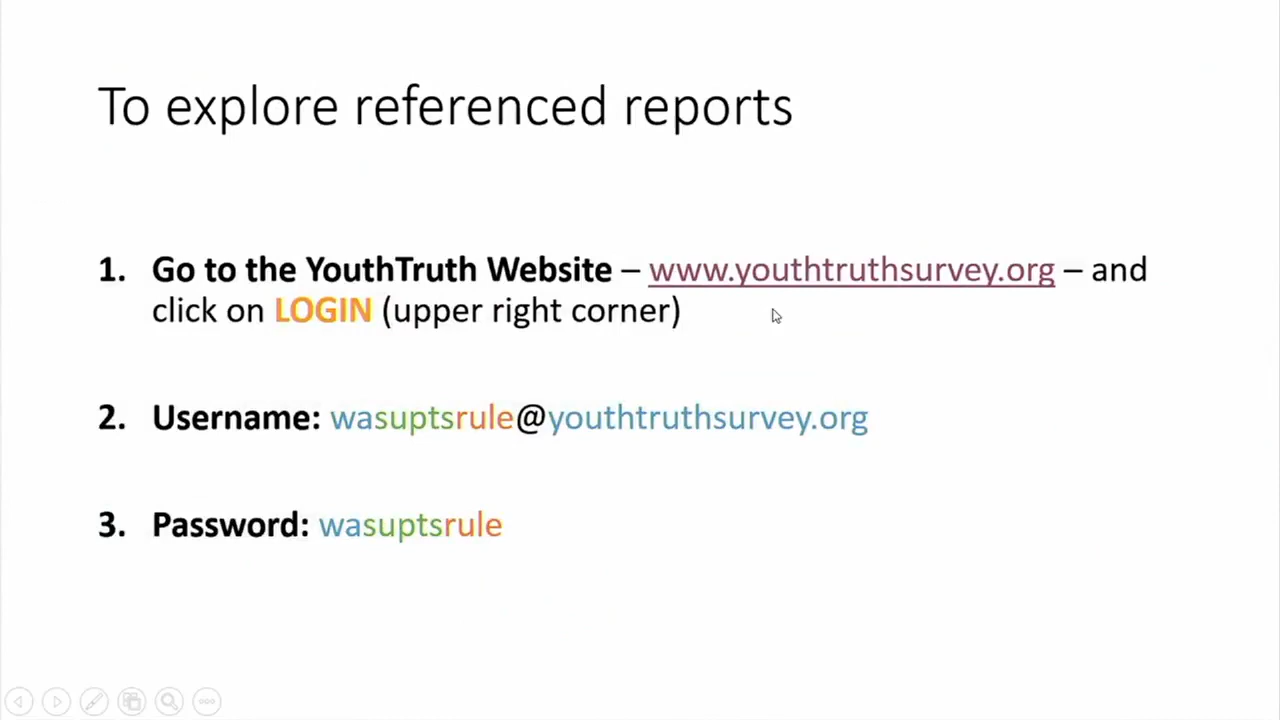 To explore referenced reports
1. Go to the YouthTruth Website – www.youthtruthsurvey.org – and
click on LOGIN (upper right corner)
2. Username: wasuptsrule@youthtruthsurvey.org
3. Password: wasuptsrule